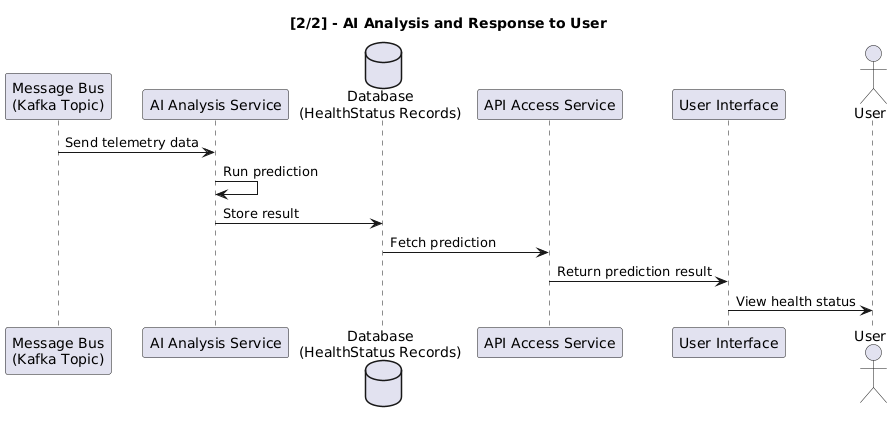 [2/2] - AI Analysis and Response to User
Message Bus
(Kafka Topic)
AI Analysis Service
Database
(HealthStatus Records)
API Access Service
User Interface
User
Send telemetry data
Run prediction
Store result
Fetch prediction
Return prediction result
View health status
Message Bus
(Kafka Topic)
AI Analysis Service
Database
(HealthStatus Records)
API Access Service
User Interface
User